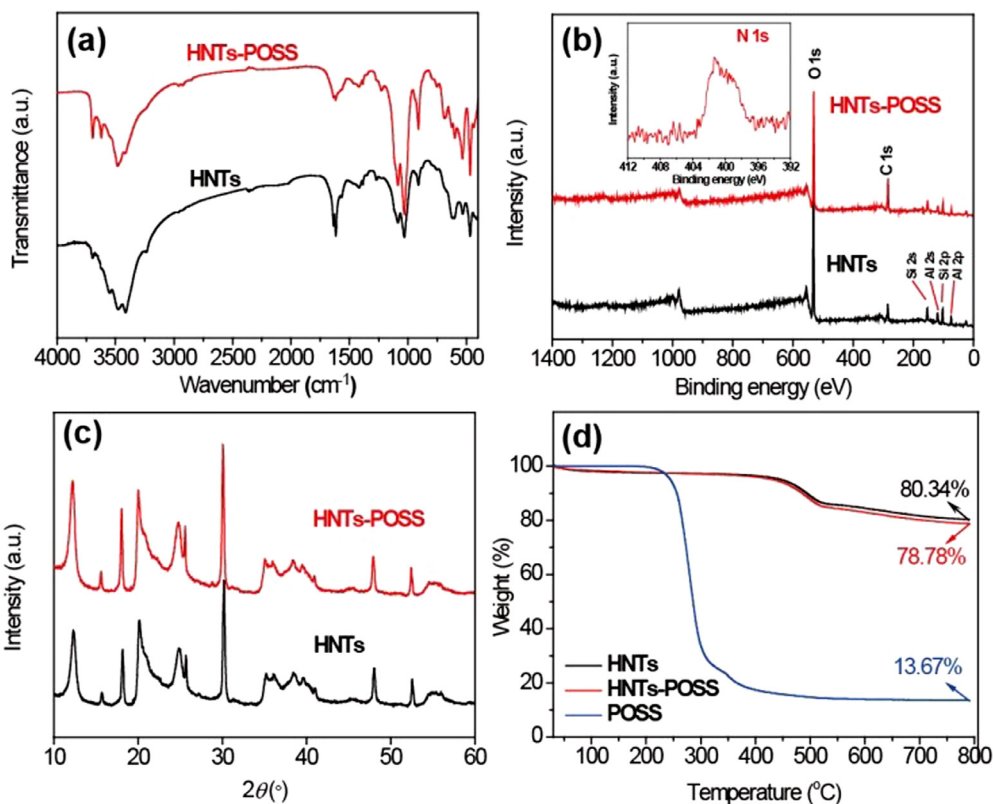 (a)
HNTs-POSS
HNTs
Transmittance (a.u.)
4000 3500 3000 2500 2000 1500 1000 500
Wavenumber (cm⁻¹)
(b)
N 1s
Intensity (a.u.)
412 408 404 400 396 392
Binding energy (eV)
O 1s
HNTs-POSS
C 1s
HNTs
Si 2s
Al 2s
Si 2p
Al 2p
Intensity (a.u.)
1400 1200 1000 800 600 400 200 0
Binding energy (eV)
(c)
HNTs-POSS
HNTs
Intensity (a.u.)
10 20 30 40 50 60
2θ(°)
(d)
100
80
60
40
20
0
Weight (%)
80.34%
78.78%
13.67%
HNTs
HNTs-POSS
POSS
100 200 300 400 500 600 700 800
Temperature (°C)